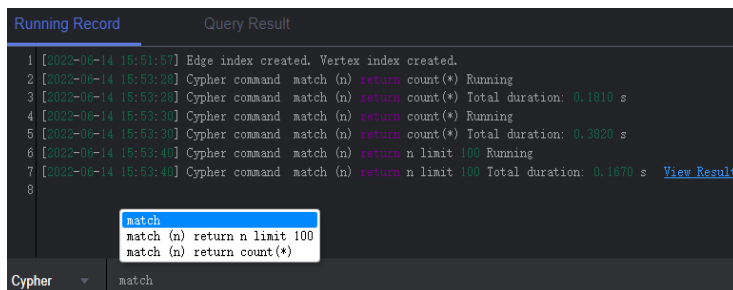 Running Record Query Result
1 [2022-06-14 15:51:57] Edge index created. Vertex index created.
2 [2022-06-14 15:53:28] Cypher command match (n) return count(*) Running
3 [2022-06-14 15:53:28] Cypher command match (n) return count(*) Total duration: 0.1810 s
4 [2022-06-14 15:53:30] Cypher command match (n) return count(*) Running
5 [2022-06-14 15:53:30] Cypher command match (n) return count(*) Total duration: 0.3820 s
6 [2022-06-14 15:53:40] Cypher command match (n) return n limit 100 Running
7 [2022-06-14 15:53:40] Cypher command match (n) return n limit 100 Total duration: 0.1670 s View Result
8
match
match (n) return n limit 100
match (n) return count(*)
Cypher match